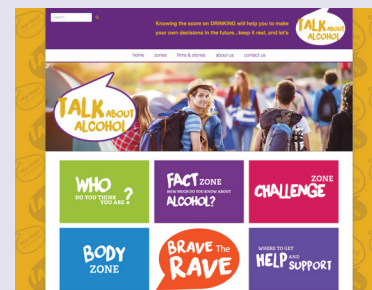 search
Knowing the score on DRINKING will help you to make
your own decisions in the future...keep it real, and let's
TALK ABOUT
ALCOHOL
home zones films & stories about us contact us
TALK ABOUT
ALCOHOL
WHO
DO YOU THINK
YOU ARE ?
FACT ZONE
HOW MUCH DO YOU KNOW ABOUT
ALCOHOL?
ZONE
CHALLENGE
BODY
ZONE
BRAVE The
RAVE
WHERE TO GET
HELP AND
SUPPORT